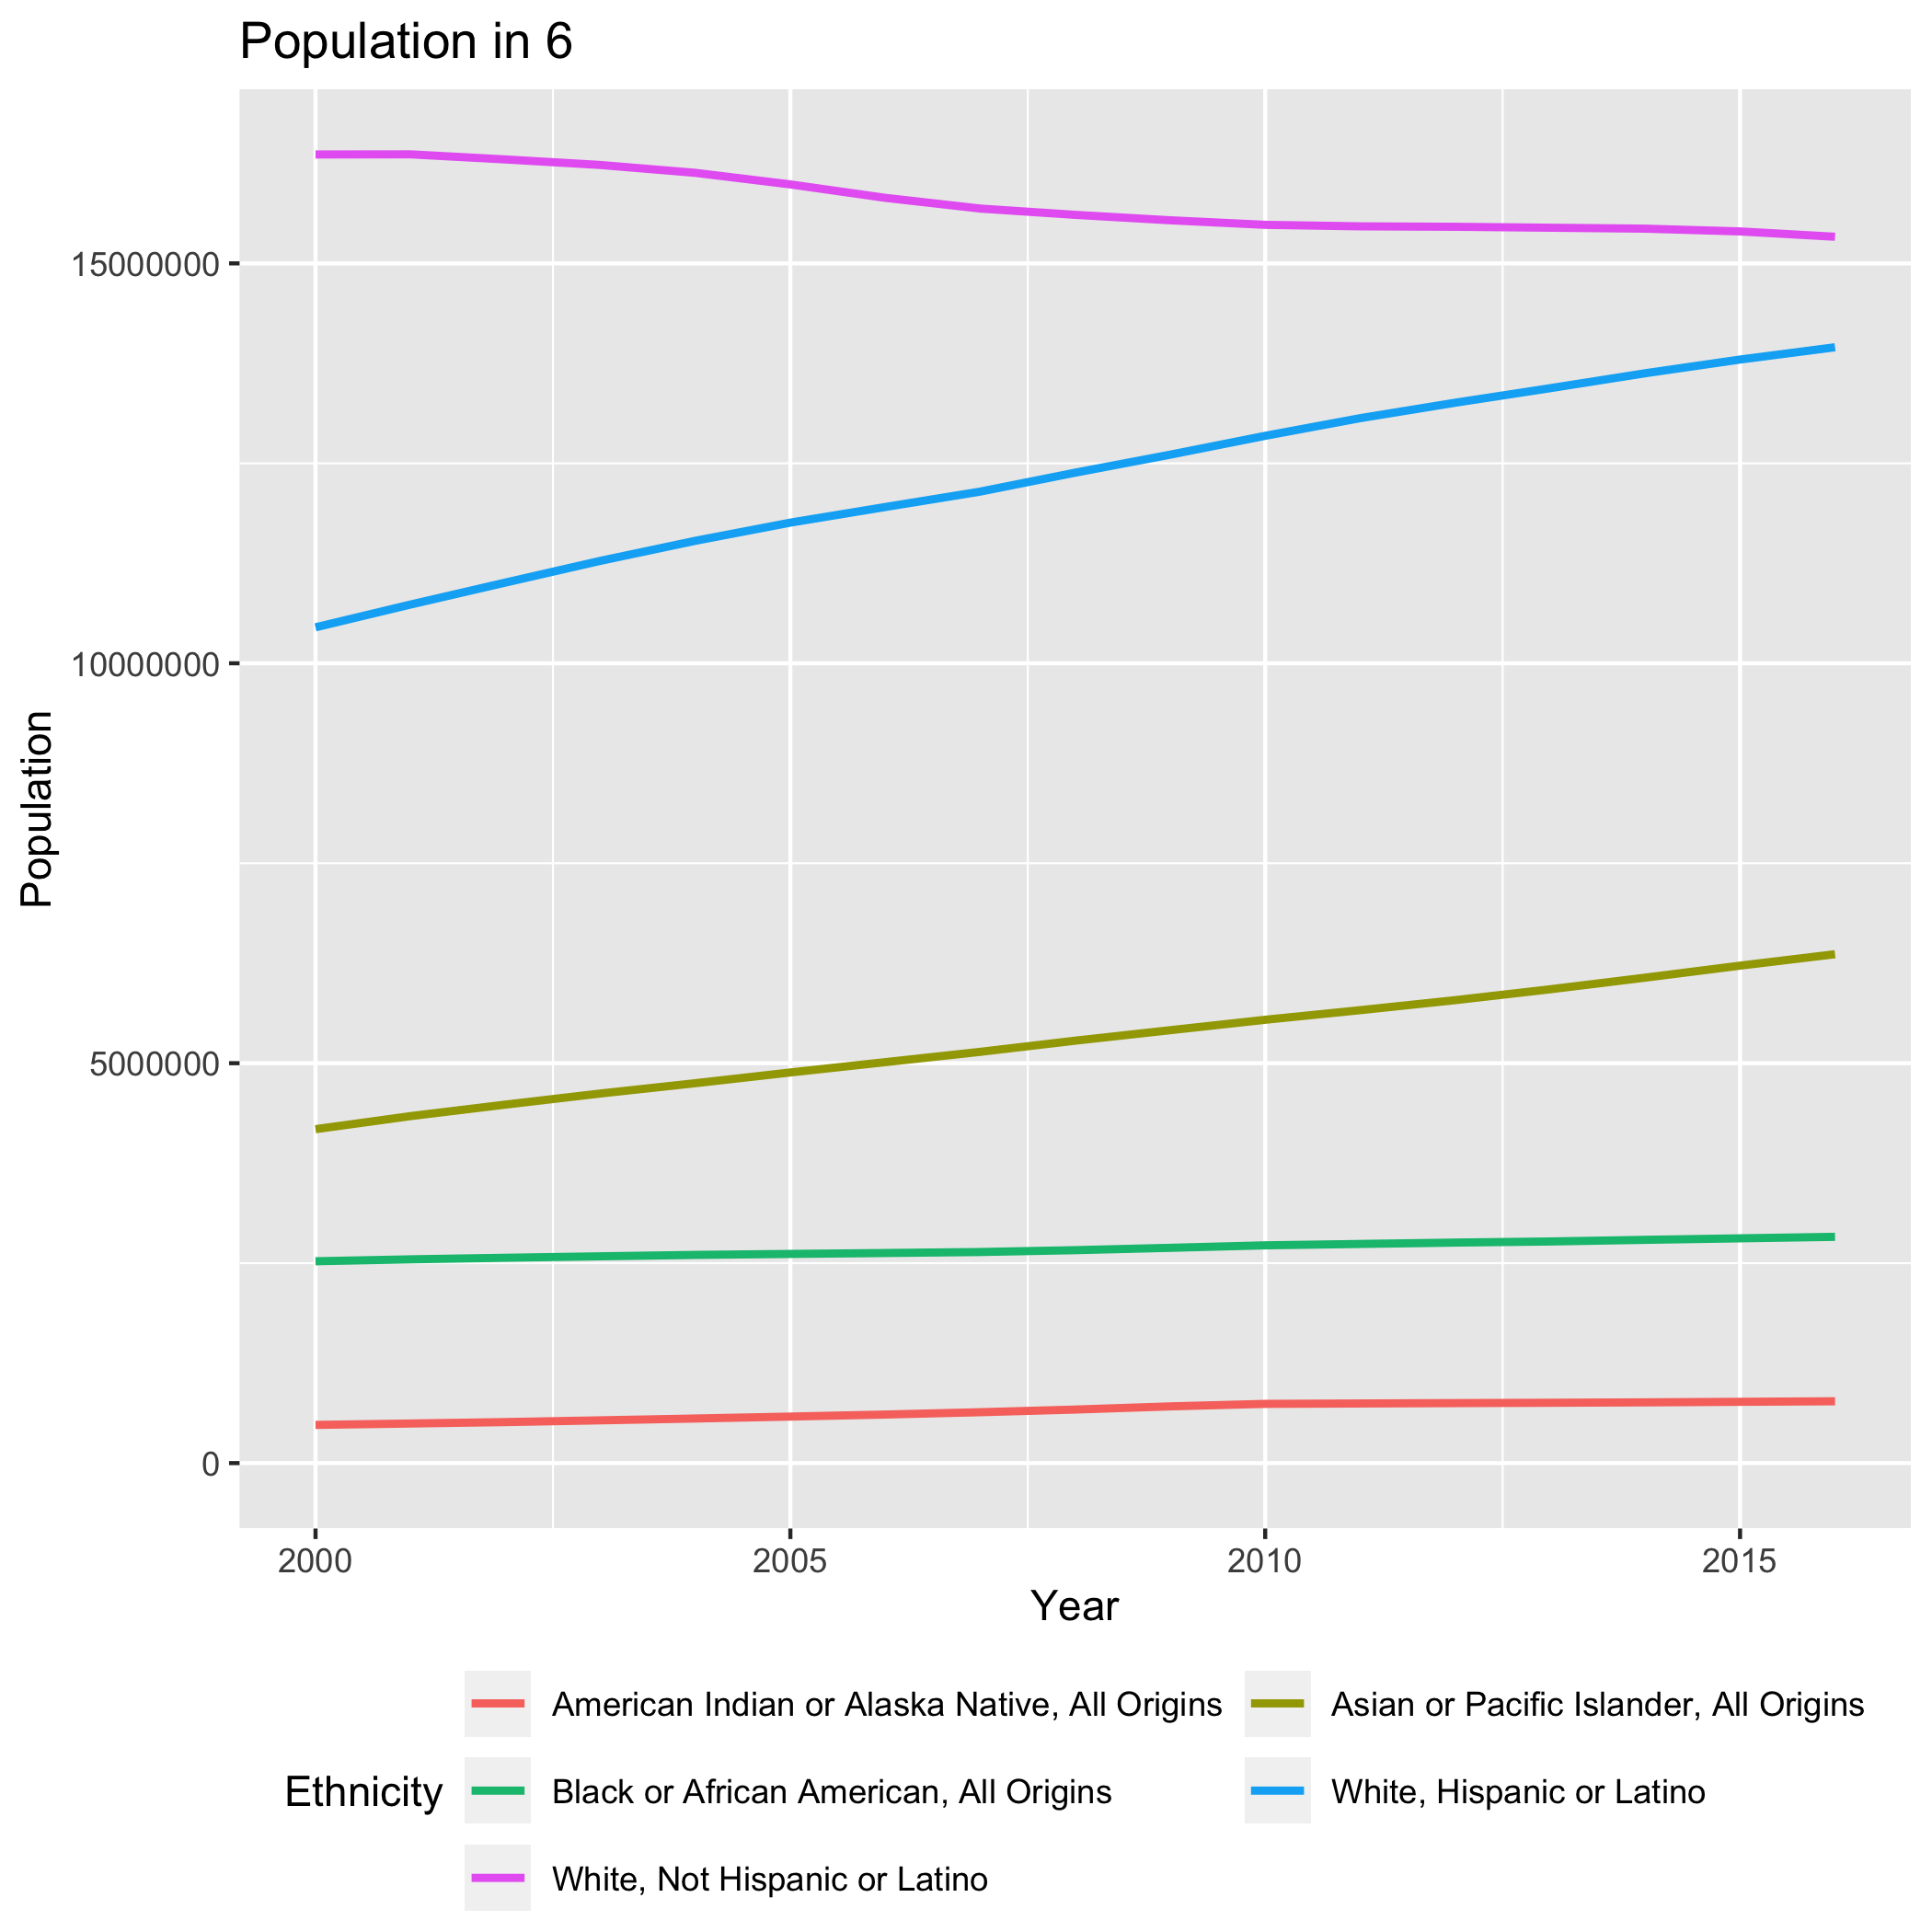 Population in 6
Population
15000000
10000000
5000000
0
2000 2005 2010 2015
Year
Ethnicity
American Indian or Alaska Native, All Origins
Asian or Pacific Islander, All Origins
Black or African American, All Origins
White, Hispanic or Latino
White, Not Hispanic or Latino